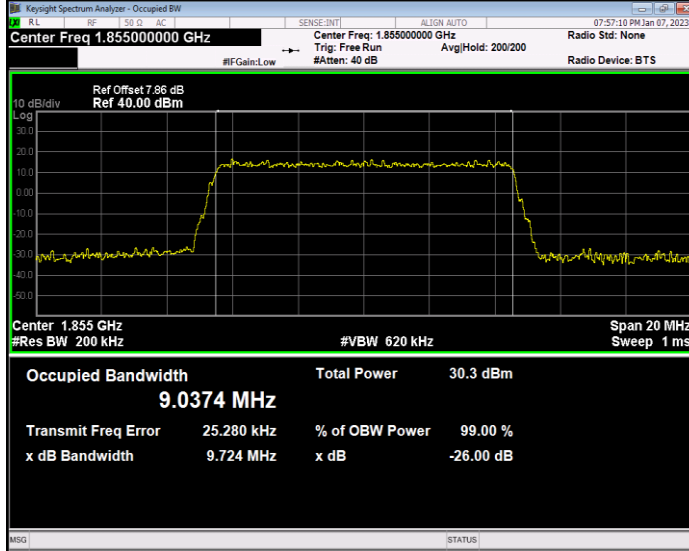 Keysight Spectrum Analyzer - Occupied BW
RL RF 50 Ω AC SENSE:INT ALIGN AUTO 07:57:10 PM Jan 07, 2023
Center Freq 1.855000000 GHz
Center Freq: 1.855000000 GHz
Radio Std: None
Trig: Free Run
Avg|Hold: 200/200
#IFGain:Low
#Atten: 40 dB
Radio Device: BTS
Ref Offset 7.86 dB
10 dB/div Ref 40.00 dBm
Log
30.0
20.0
10.0
0.00
-10.0
-20.0
-30.0
-40.0
-50.0
Center 1.855 GHz Span 20 MHz
#Res BW 200 kHz #VBW 620 kHz Sweep 1 ms
Occupied Bandwidth Total Power 30.3 dBm
9.0374 MHz
Transmit Freq Error 25.280 kHz % of OBW Power 99.00 %
x dB Bandwidth 9.724 MHz x dB -26.00 dB
MSG STATUS